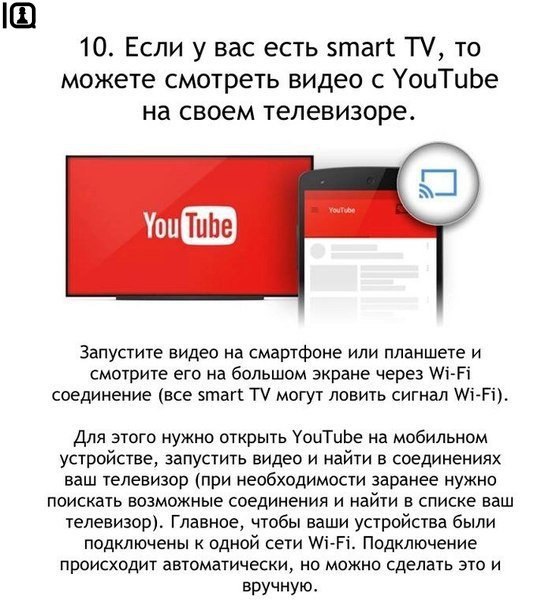 IQ
10. Если у вас есть smart TV, то
можете смотреть видео с YouTube
на своем телевизоре.
YouTube
YouTube
Запустите видео на смартфоне или планшете и
смотрите его на большом экране через Wi-Fi
соединение (все smart TV могут ловить сигнал Wi-Fi).
Для этого нужно открыть YouTube на мобильном
устройстве, запустить видео и найти в соединениях
ваш телевизор (при необходимости заранее нужно
поискать возможные соединения и найти в списке ваш
телевизор). Главное, чтобы ваши устройства были
подключены к одной сети Wi-Fi. Подключение
происходит автоматически, но можно сделать это и
вручную.